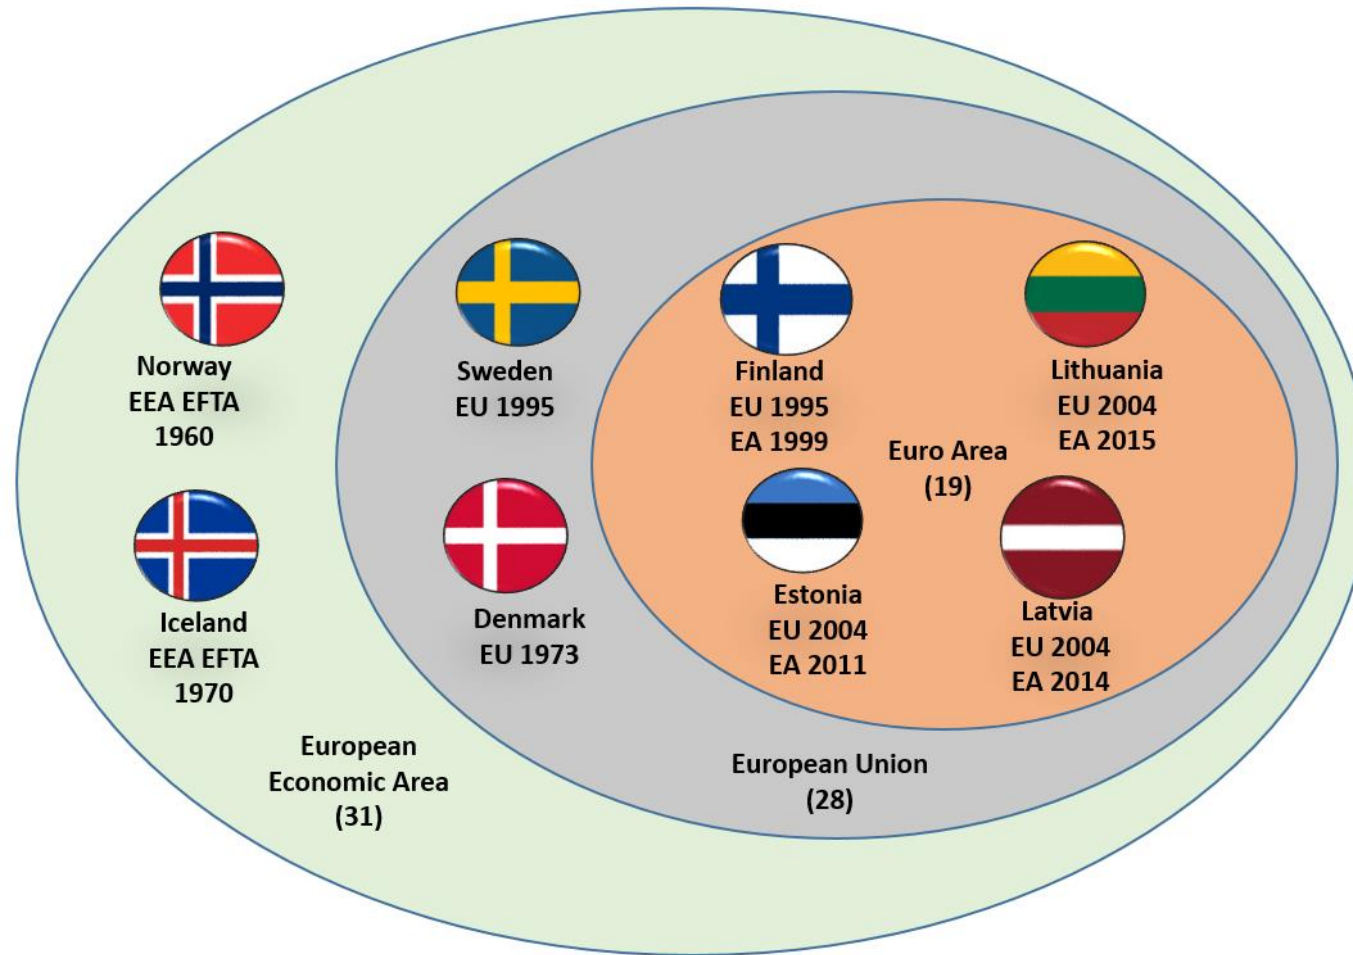 Norway
EEA EFTA
1960
Sweden
EU 1995
Finland
EU 1995
EA 1999
Lithuania
EU 2004
EA 2015
Euro Area
(19)
Iceland
EEA EFTA
1970
Denmark
EU 1973
Estonia
EU 2004
EA 2011
Latvia
EU 2004
EA 2014
European
Economic Area
(31)
European Union
(28)